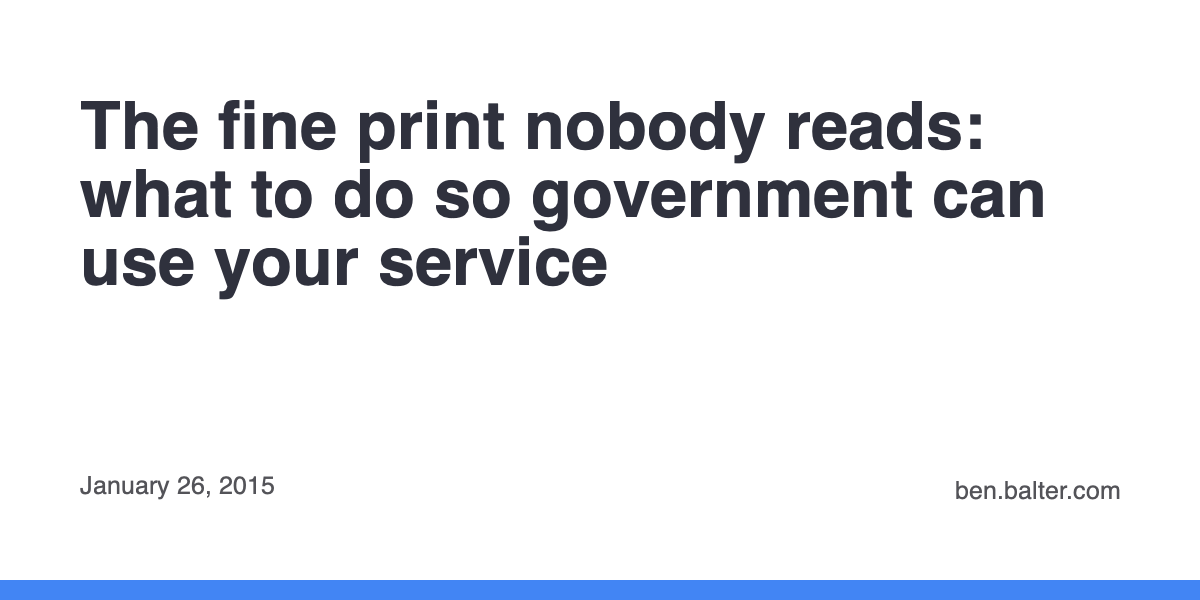 The fine print nobody reads:
what to do so government can
use your service
January 26, 2015
ben.balter.com